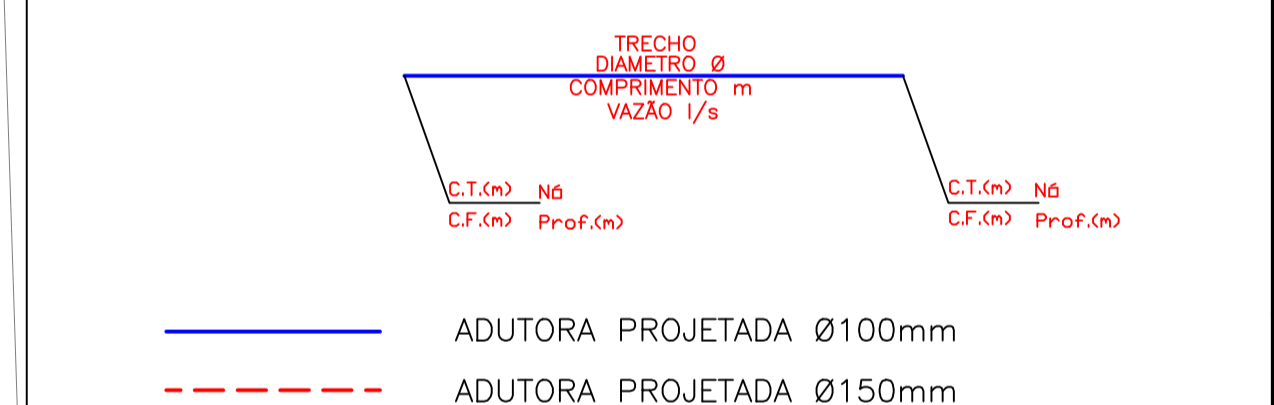 TRECHO
DIAMETRO Ø
COMPRIMENTO m
VAZÃO l/s
C.T.(m) Nó
C.F.(m) Prof.(m)
C.T.(m) Nó
C.F.(m) Prof.(m)
ADUTORA PROJETADA Ø100mm
ADUTORA PROJETADA Ø150mm